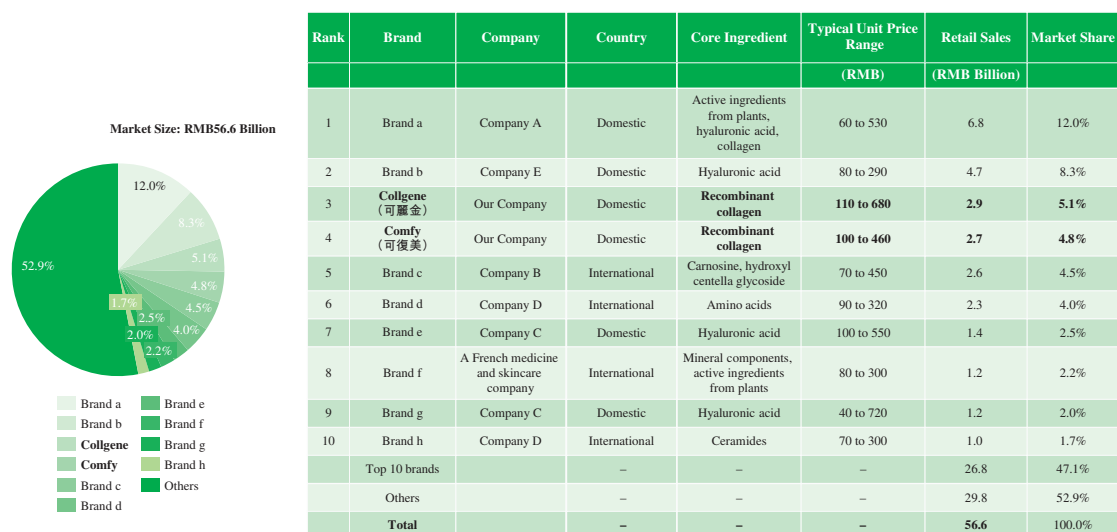 Market Size: RMB56.6 Billion
12.0%
8.3%
5.1%
4.8%
4.5%
4.0%
2.5%
2.2%
2.0%
1.7%
52.9%
Brand a
Brand b
Collgene
Comfy
Brand c
Brand d
Brand e
Brand f
Brand g
Brand h
Others
Rank Brand Company Country Core Ingredient Typical Unit Price Range Retail Sales Market Share
(RMB) (RMB Billion)
1 Brand a Company A Domestic Active ingredients from plants, hyaluronic acid, collagen 60 to 530 6.8 12.0%
2 Brand b Company E Domestic Hyaluronic acid 80 to 290 4.7 8.3%
3 Collgene (可麗金) Our Company Domestic Recombinant collagen 110 to 680 2.9 5.1%
4 Comfy (可復美) Our Company Domestic Recombinant collagen 100 to 460 2.7 4.8%
5 Brand c Company B International Carnosine, hydroxyl centella glycoside 70 to 450 2.6 4.5%
6 Brand d Company D International Amino acids 90 to 320 2.3 4.0%
7 Brand e Company C Domestic Hyaluronic acid 100 to 550 1.4 2.5%
8 Brand f A French medicine and skincare company International Mineral components, active ingredients from plants 80 to 300 1.2 2.2%
9 Brand g Company C Domestic Hyaluronic acid 40 to 720 1.2 2.0%
10 Brand h Company D International Ceramides 70 to 300 1.0 1.7%
Top 10 brands – – – 26.8 47.1%
Others – – – 29.8 52.9%
Total – – – 56.6 100.0%